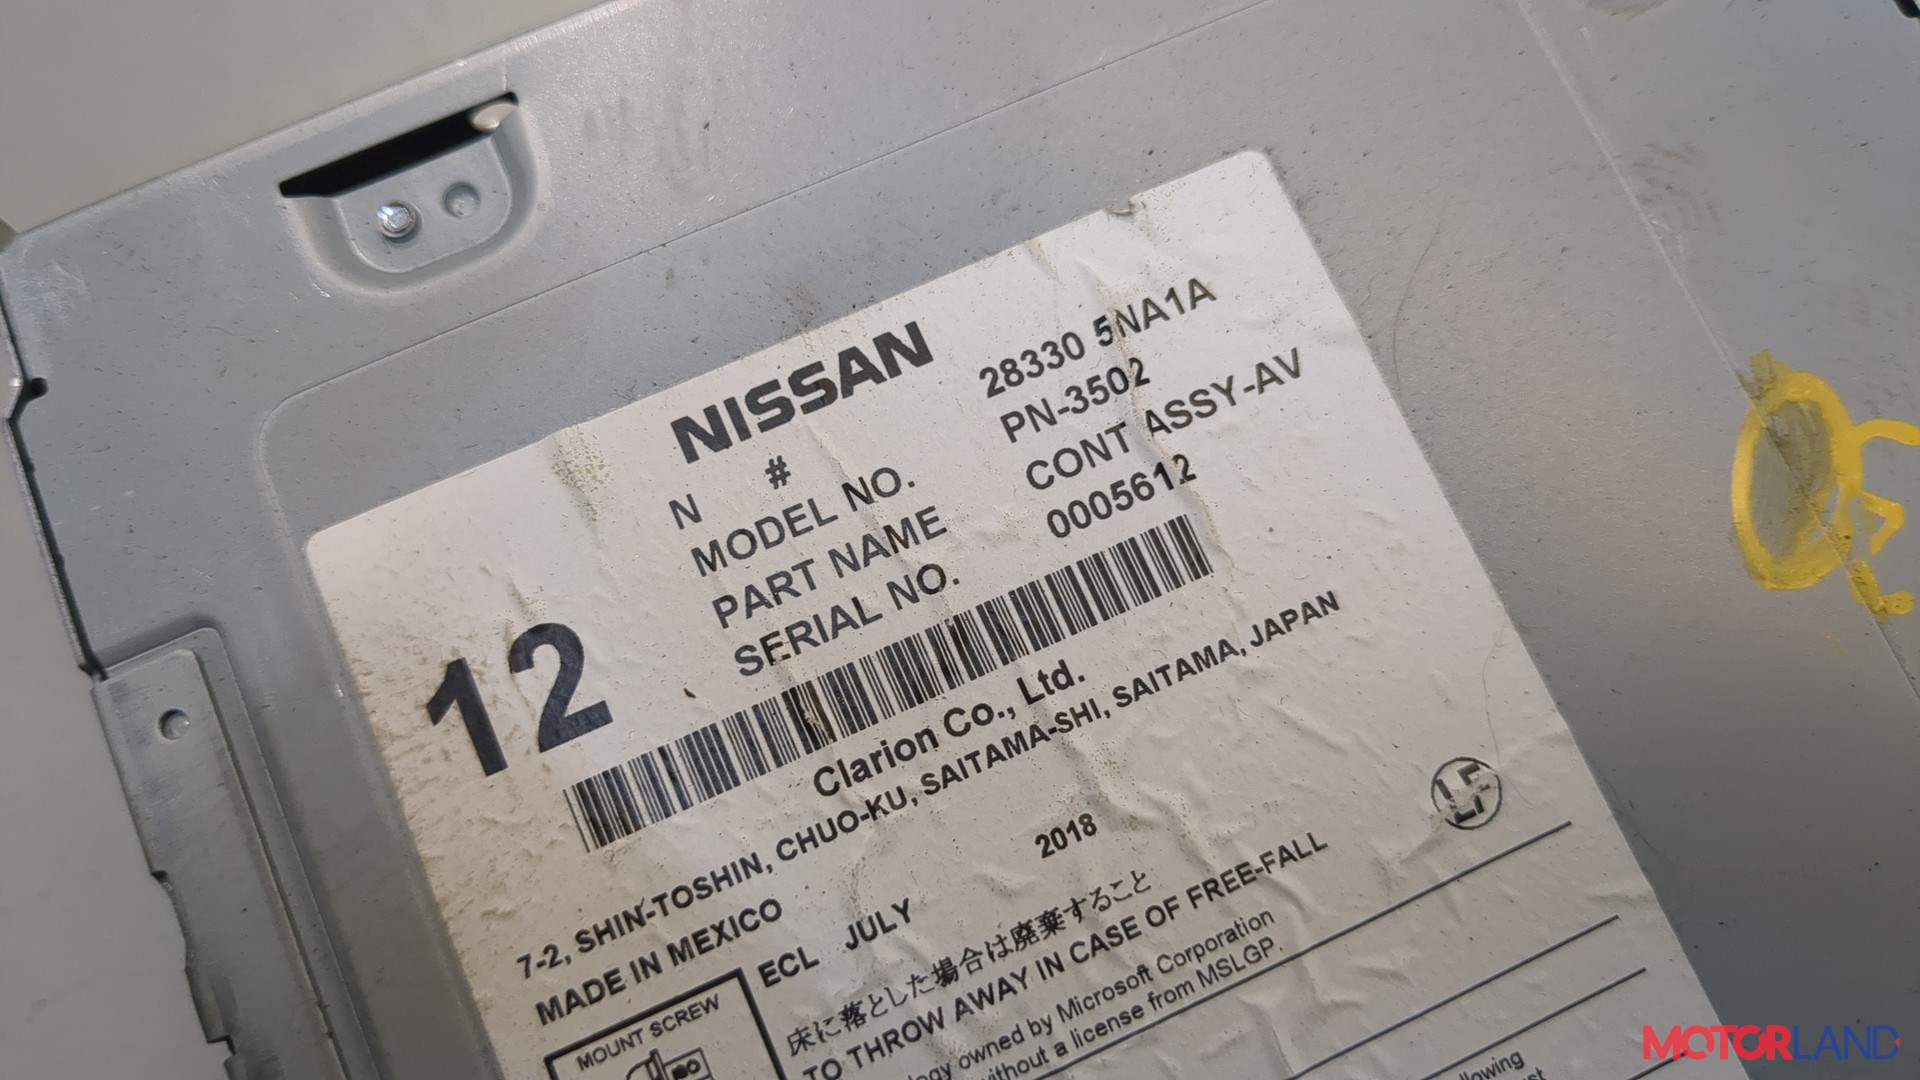 NISSAN
N # 28330 5NA1A
MODEL NO. PN-3502
PART NAME CONT ASSY-AV
SERIAL NO. 0005612
12
Clarion Co., Ltd.
7-2, SHIN-TOSHIN, CHUO-KU, SAITAMA-SHI, SAITAMA, JAPAN
MADE IN MEXICO
ECL JULY 2018
LF
床に落とした場合は廃棄すること
TO THROW AWAY IN CASE OF FREE-FALL
owned by Microsoft Corporation
without a license from MSLGP.
MOUNT SCREW
MOTORLAND